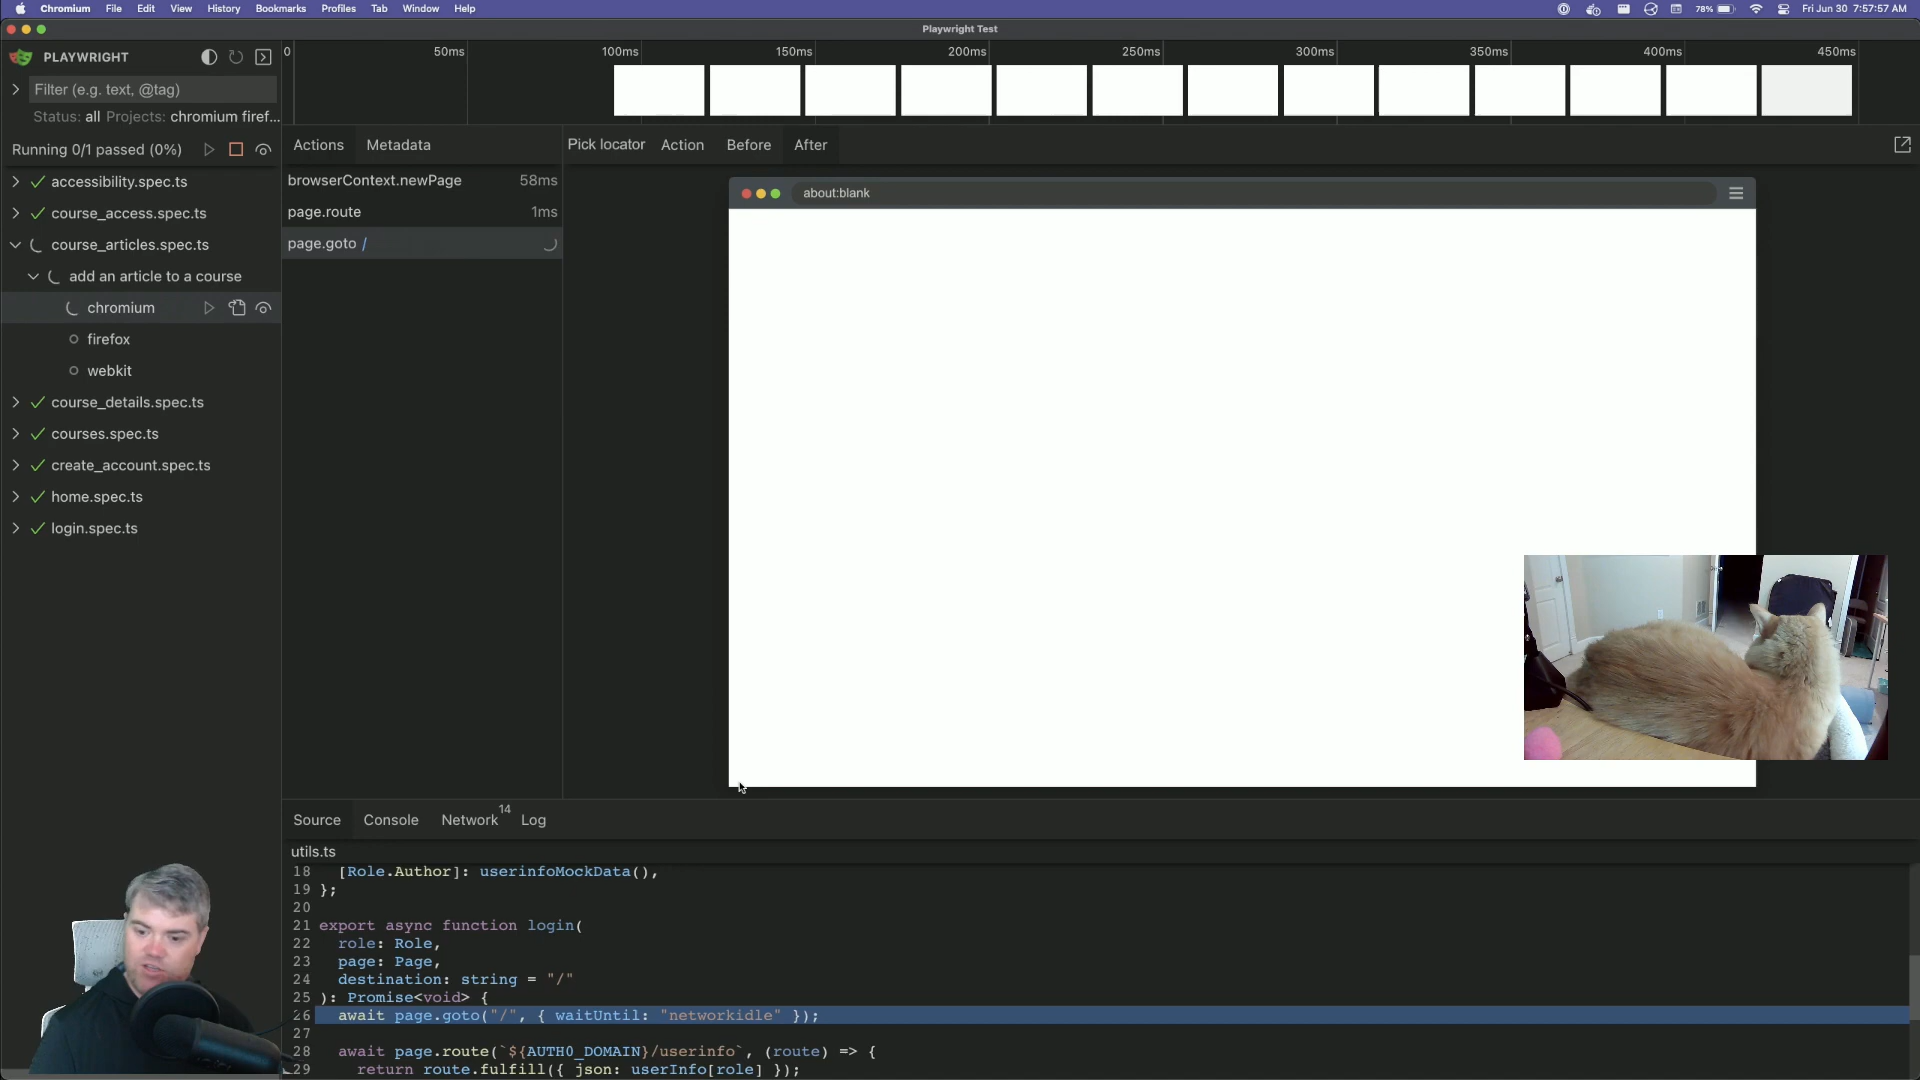 Chromium File Edit View History Bookmarks Profiles Tab Window Help 78% Fri Jun 30 7:57:57 AM
Playwright Test
PLAYWRIGHT
Filter (e.g. text, @tag)
Status: all Projects: chromium firef...
Running 0/1 passed (0%)
accessibility.spec.ts
course_access.spec.ts
course_articles.spec.ts
add an article to a course
chromium
firefox
webkit
course_details.spec.ts
courses.spec.ts
create_account.spec.ts
home.spec.ts
login.spec.ts
0 50ms 100ms 150ms 200ms 250ms 300ms 350ms 400ms 450ms
Actions Metadata
browserContext.newPage 58ms
page.route 1ms
page.goto /
Pick locator Action Before After
about:blank
Source Console Network 14 Log
utils.ts
18 [Role.Author]: userinfoMockData(),
19 };
20
21 export async function login(
22 role: Role,
23 page: Page,
24 destination: string = "/"
25 ): Promise<void> {
26 await page.goto("/", { waitUntil: "networkidle" });
27
28 await page.route(`${AUTH0_DOMAIN}/userinfo`, (route) => {
29 return route.fulfill({ json: userInfo[role] });